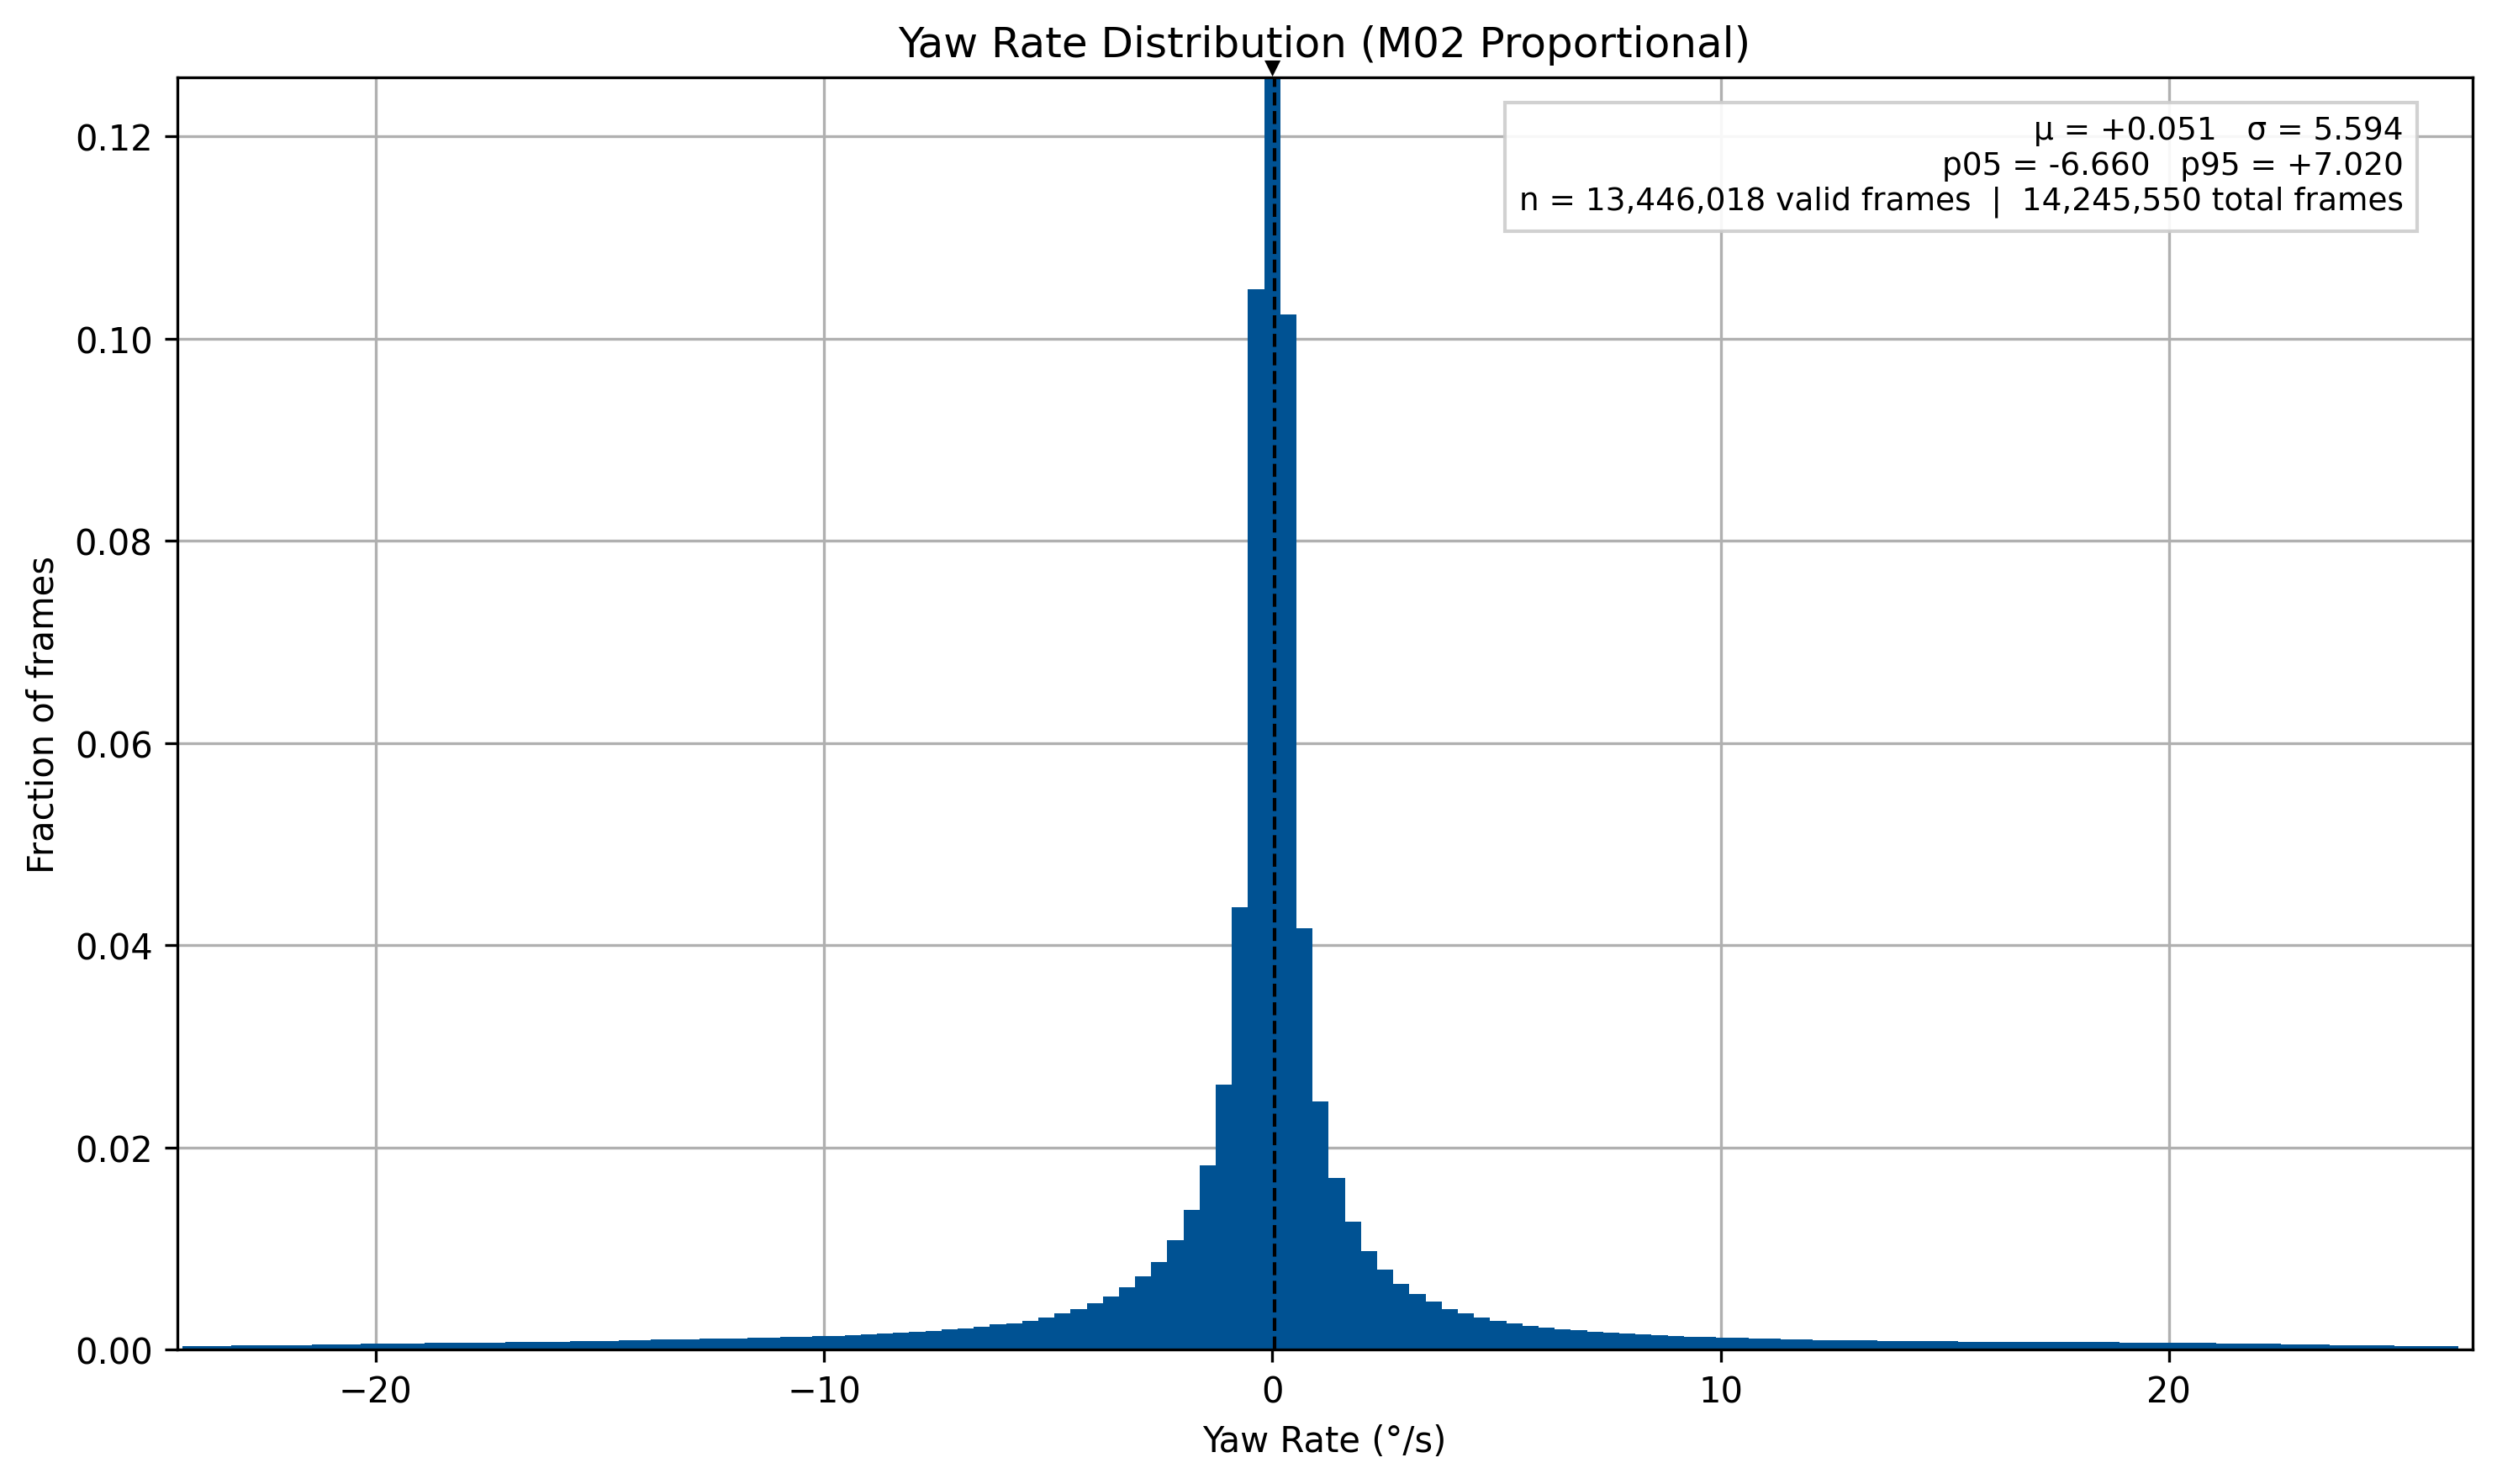 Yaw Rate Distribution (M02 Proportional)
μ = +0.051   σ = 5.594
p05 = -6.660   p95 = +7.020
n = 13,446,018 valid frames  |  14,245,550 total frames
Fraction of frames
0.12
0.10
0.08
0.06
0.04
0.02
0.00
−20
−10
0
10
20
Yaw Rate (°/s)